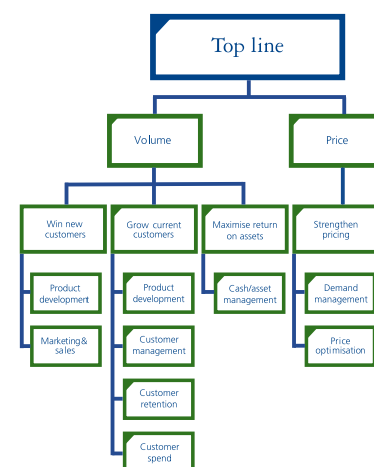 Top line
Volume
Price
Win new
customers
Grow current
customers
Maximise return
on assets
Strengthen
pricing
Product
development
Product
development
Cash/asset
management
Demand
management
Marketing&
sales
Customer
management
Price
optimisation
Customer
retention
Customer
spend